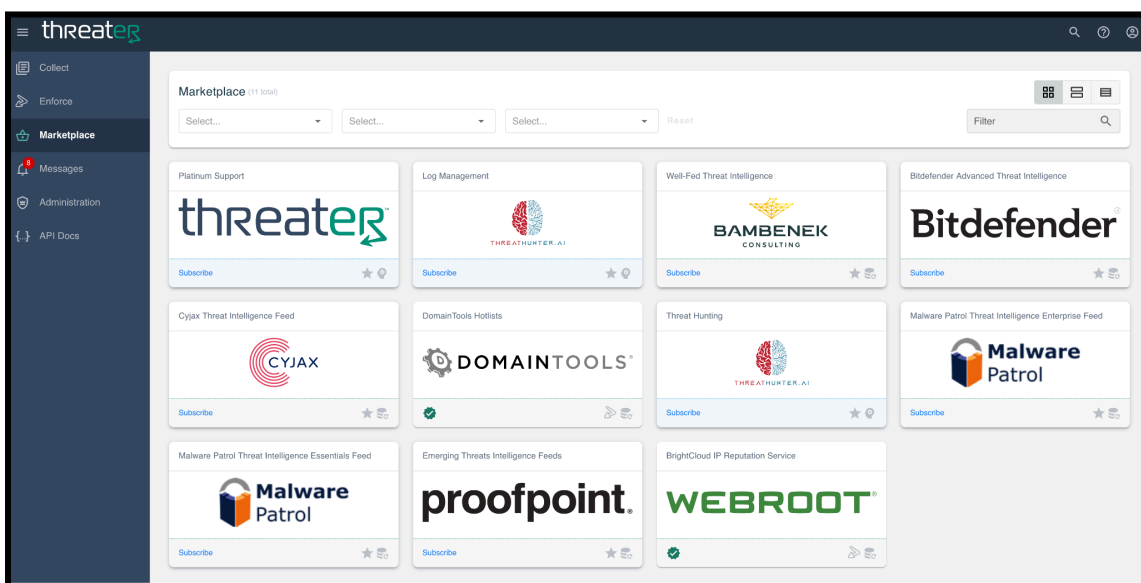 threater
Collect
Enforce
Marketplace
8
Messages
Administration
{..} API Docs
Marketplace (11 total)
Select...
Select...
Select...
Reset
Filter
Platinum Support
threater™
Subscribe
Log Management
THREATHUNTER.AI
Subscribe
Well-Fed Threat Intelligence
BAMBENEK
CONSULTING
Subscribe
Bitdefender Advanced Threat Intelligence
Bitdefender®
Subscribe
Cyjax Threat Intelligence Feed
CYJAX
Subscribe
DomainTools Hotlists
DOMAINTOOLS®
Threat Hunting
THREATHUNTER.AI
Subscribe
Malware Patrol Threat Intelligence Enterprise Feed
Malware
Patrol
Subscribe
Malware Patrol Threat Intelligence Essentials Feed
Malware
Patrol
Subscribe
Emerging Threats Intelligence Feeds
proofpoint.
Subscribe
BrightCloud IP Reputation Service
WEBROOT®